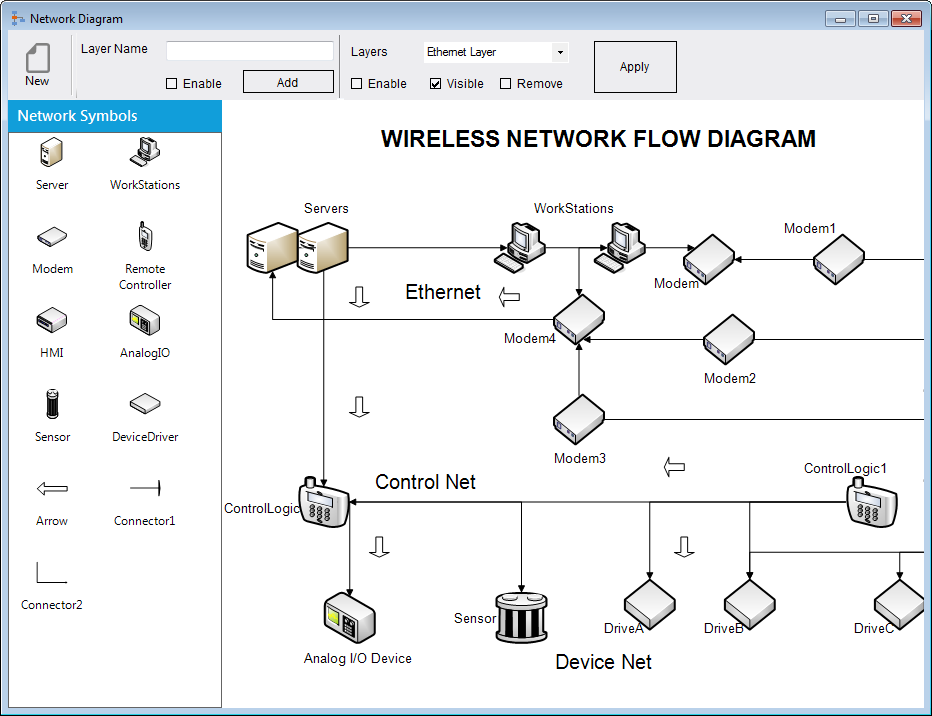 Network Diagram
New
Layer Name
Enable
Add
Layers
Ethernet Layer
Enable
Visible
Remove
Apply
Network Symbols
Server
WorkStations
Modem
Remote
Controller
HMI
AnalogIO
Sensor
DeviceDriver
Arrow
Connector1
Connector2
WIRELESS NETWORK FLOW DIAGRAM
Servers
WorkStations
Modem1
Modem
Ethernet
Modem4
Modem2
Modem3
Control Net
ControlLogic1
ControlLogic
Sensor
DriveA
DriveB
DriveC
Analog I/O Device
Device Net